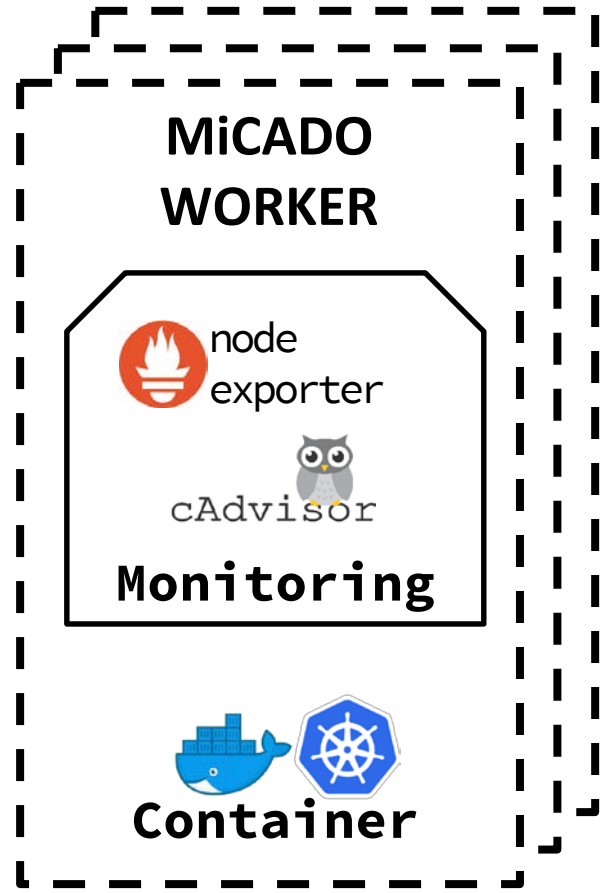 MiCADO
WORKER
node
exporter
cAdvisor
Monitoring
Container